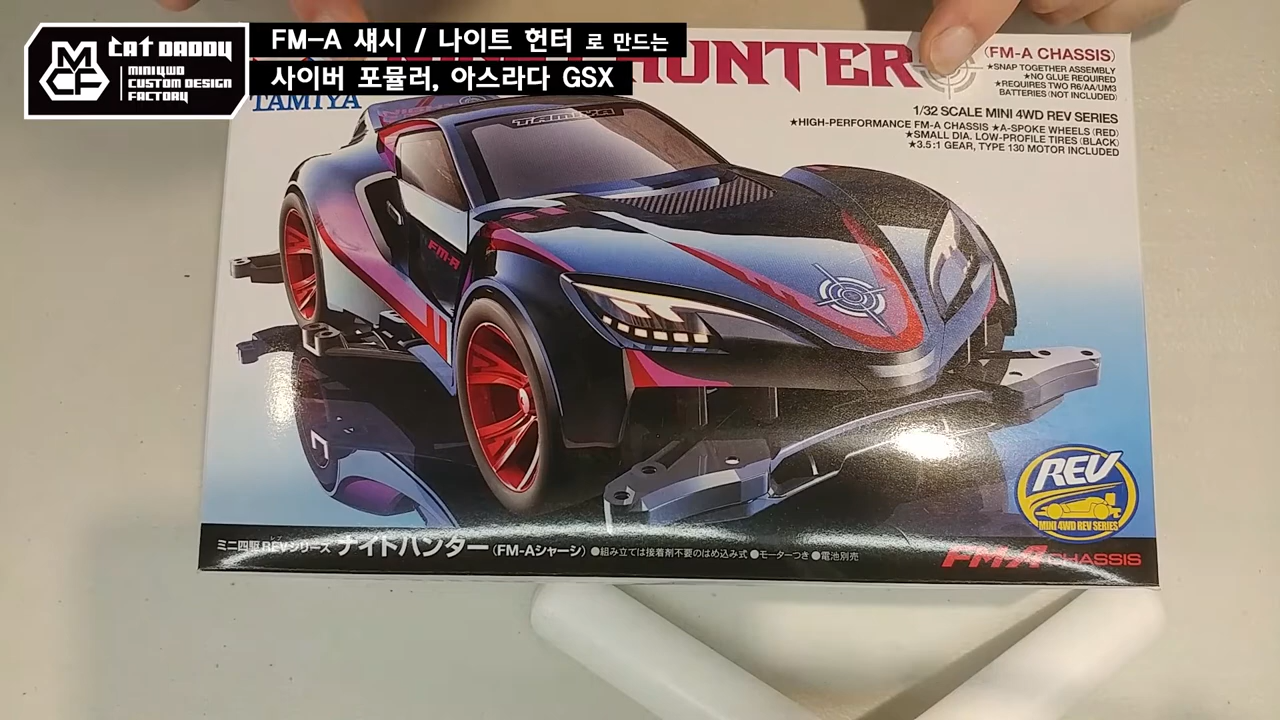 MCF
CAT DADDY
MINI4WD
CUSTOM DESIGN
FACTORY
FM-A 섀시 / 나이트 헌터 로 만드는
사이버 포뮬러, 아스라다 GSX
TAMIYA
HUNTER
(FM-A CHASSIS)
★SNAP TOGETHER ASSEMBLY
★NO GLUE REQUIRED
★REQUIRES TWO R6/AA/UM3
BATTERIES (NOT INCLUDED)
1/32 SCALE MINI 4WD REV SERIES
★HIGH-PERFORMANCE FM-A CHASSIS ★A-SPOKE WHEELS (RED)
★SMALL DIA. LOW-PROFILE TIRES (BLACK)
★3.5:1 GEAR, TYPE 130 MOTOR INCLUDED
TAMIYA
FM-A
REV
MINI 4WD REV SERIES
ミニ四駆REVシリーズ ナイトハンター (FM-Aシャーシ) ●組み立ては接着剤不要のはめ込み式 ●モーターつき ●電池別売
FM-A CHASSIS